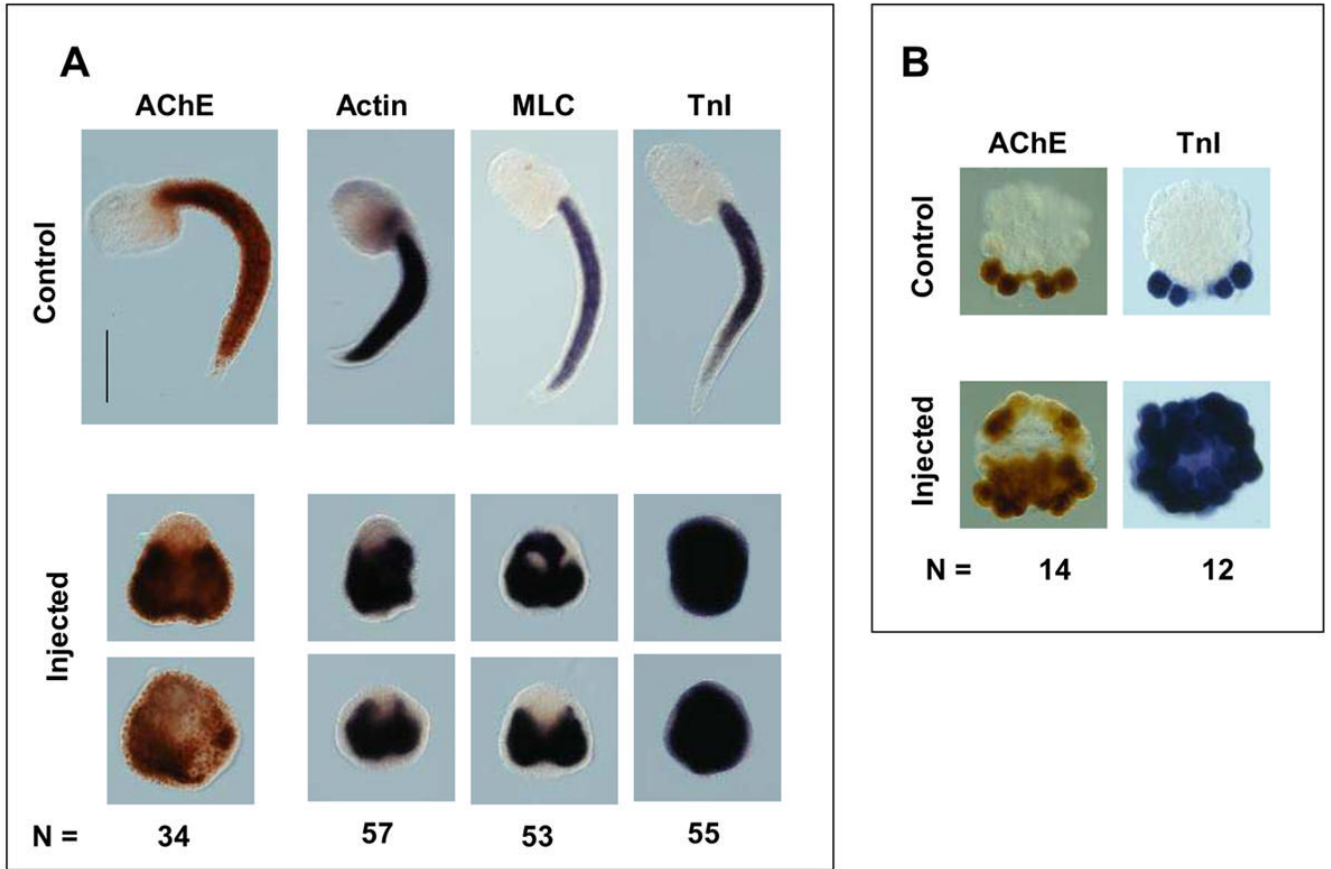 A
AChE Actin MLC TnI
Control
Injected
N = 34 57 53 55
B
AChE TnI
Control
Injected
N = 14 12